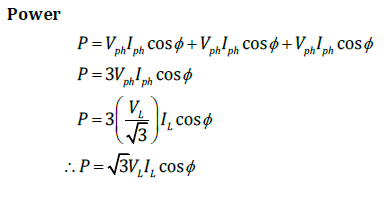 Power
P = V_ph I_ph cos ϕ + V_ph I_ph cos ϕ + V_ph I_ph cos ϕ
P = 3V_ph I_ph cos ϕ
P = 3(V_L/√3) I_L cos ϕ
∴ P = √3 V_L I_L cos ϕ